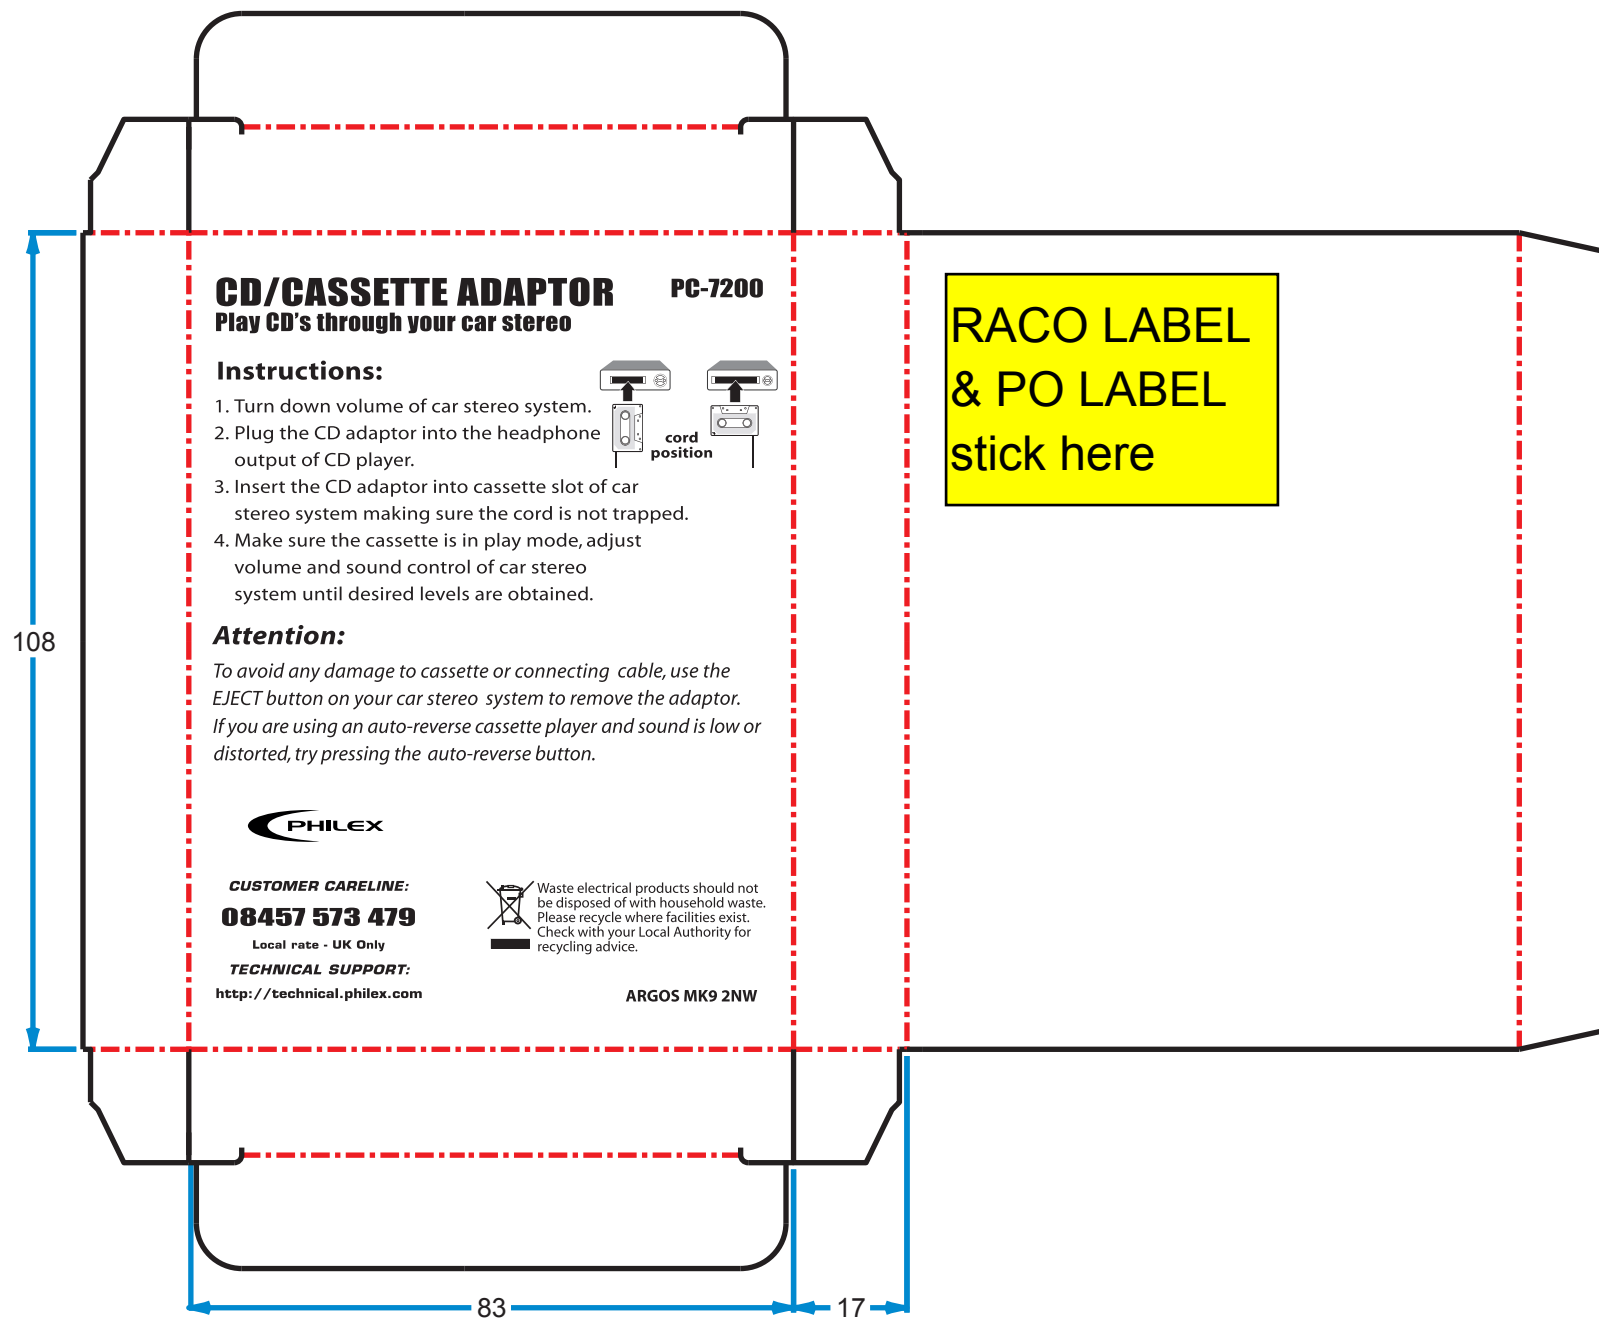 CD/CASSETTE ADAPTOR PC-7200
Play CD's through your car stereo
Instructions:
1. Turn down volume of car stereo system.
2. Plug the CD adaptor into the headphone
output of CD player.
3. Insert the CD adaptor into cassette slot of car
stereo system making sure the cord is not trapped.
4. Make sure the cassette is in play mode, adjust
volume and sound control of car stereo
system until desired levels are obtained.
cord
position
Attention:
To avoid any damage to cassette or connecting cable, use the
EJECT button on your car stereo system to remove the adaptor.
If you are using an auto-reverse cassette player and sound is low or
distorted, try pressing the auto-reverse button.
PHILEX
CUSTOMER CARELINE:
08457 573 479
Local rate - UK Only
TECHNICAL SUPPORT:
http://technical.philex.com
Waste electrical products should not
be disposed of with household waste.
Please recycle where facilities exist.
Check with your Local Authority for
recycling advice.
ARGOS MK9 2NW
RACO LABEL
& PO LABEL
stick here
108
83
17